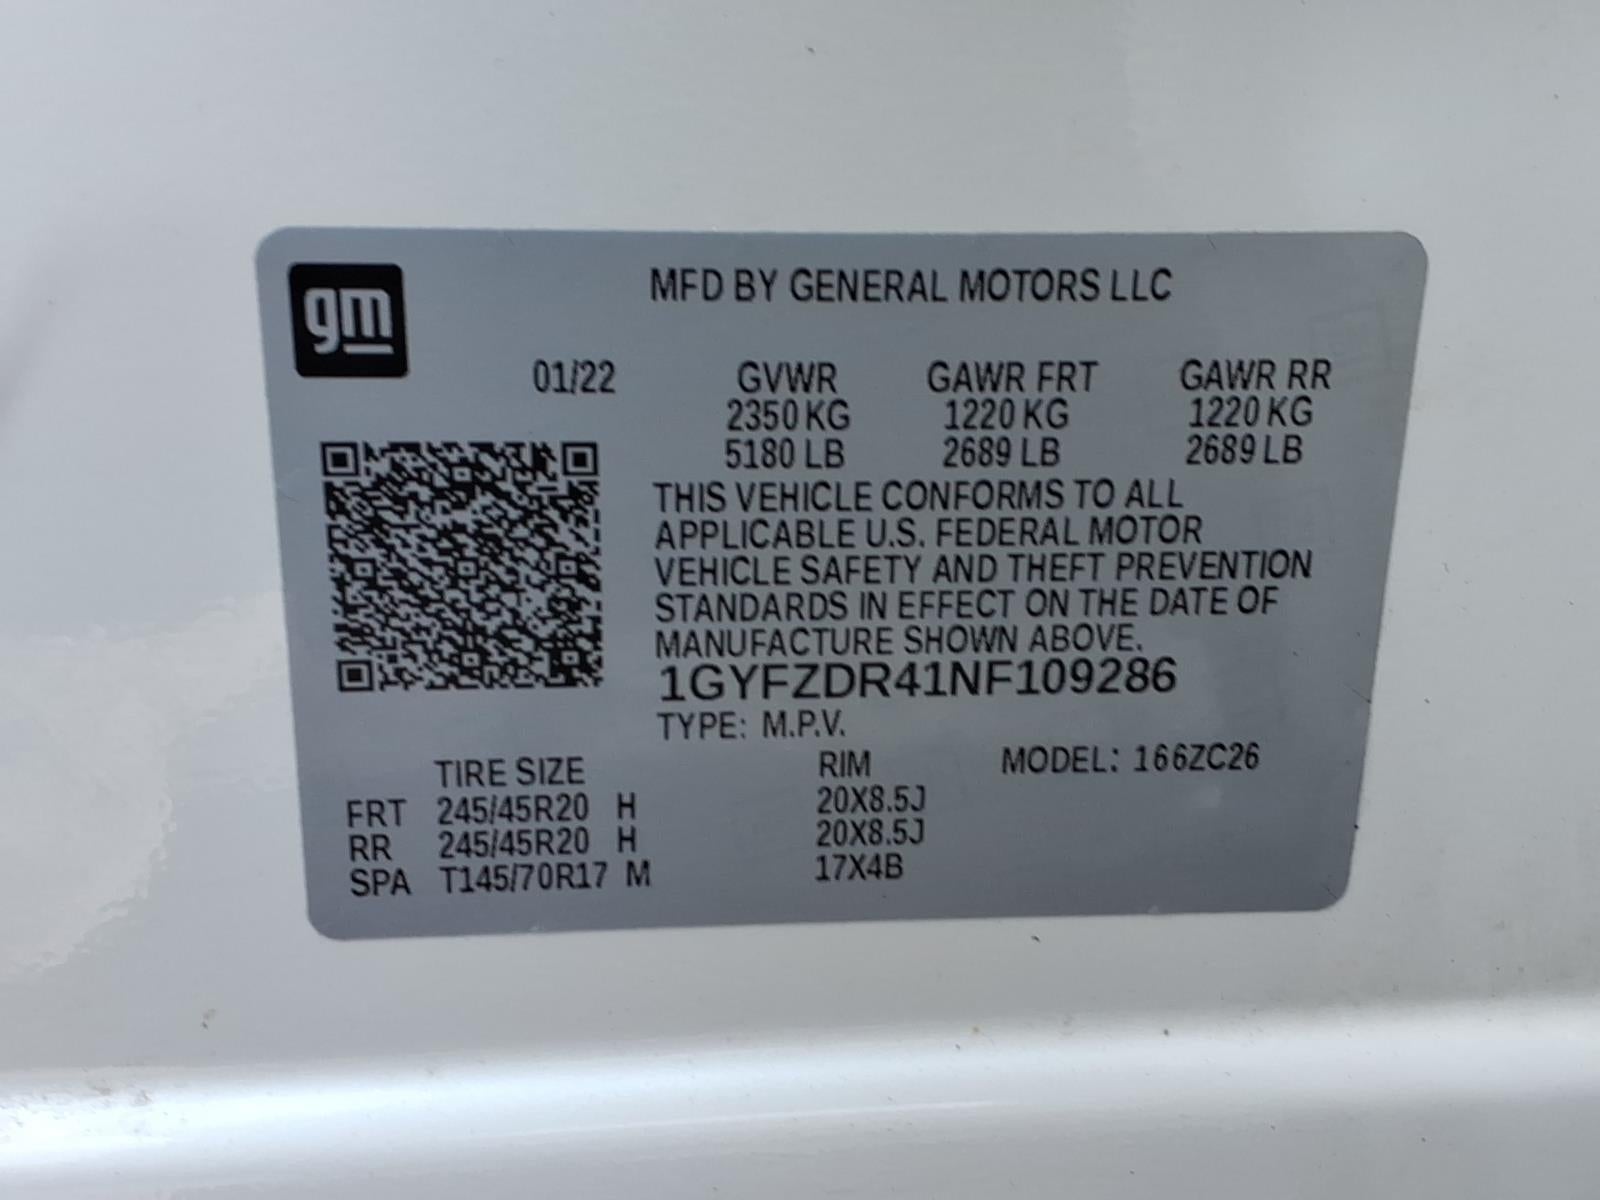 gm
MFD BY GENERAL MOTORS LLC
01/22 GVWR GAWR FRT GAWR RR
2350 KG 1220 KG 1220 KG
5180 LB 2689 LB 2689 LB
THIS VEHICLE CONFORMS TO ALL
APPLICABLE U.S. FEDERAL MOTOR
VEHICLE SAFETY AND THEFT PREVENTION
STANDARDS IN EFFECT ON THE DATE OF
MANUFACTURE SHOWN ABOVE.
1GYFZDR41NF109286
TYPE: M.P.V.
TIRE SIZE RIM MODEL: 166ZC26
FRT 245/45R20 H 20X8.5J
RR 245/45R20 H 20X8.5J
SPA T145/70R17 M 17X4B